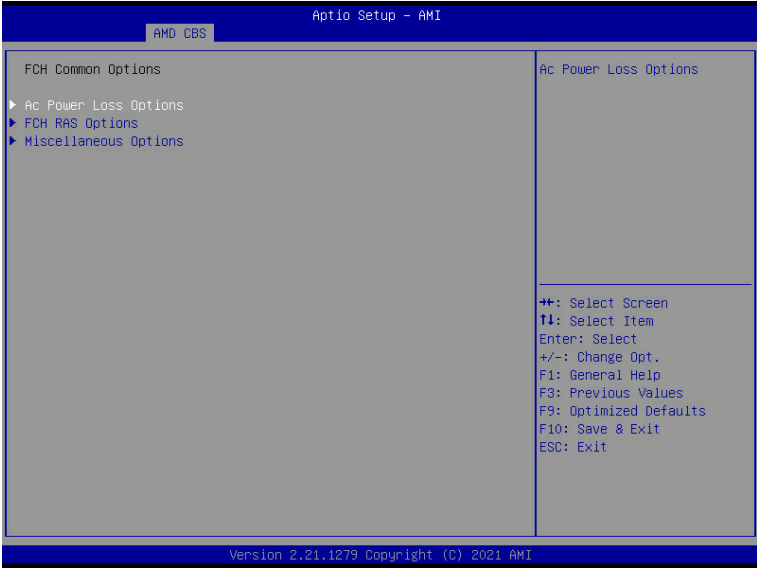 Aptio Setup – AMI
AMD CBS
FCH Common Options
Ac Power Loss Options
FCH RAS Options
Miscellaneous Options
Ac Power Loss Options
→←: Select Screen
↑↓: Select Item
Enter: Select
+/-: Change Opt.
F1: General Help
F3: Previous Values
F9: Optimized Defaults
F10: Save & Exit
ESC: Exit
Version 2.21.1279 Copyright (C) 2021 AMI